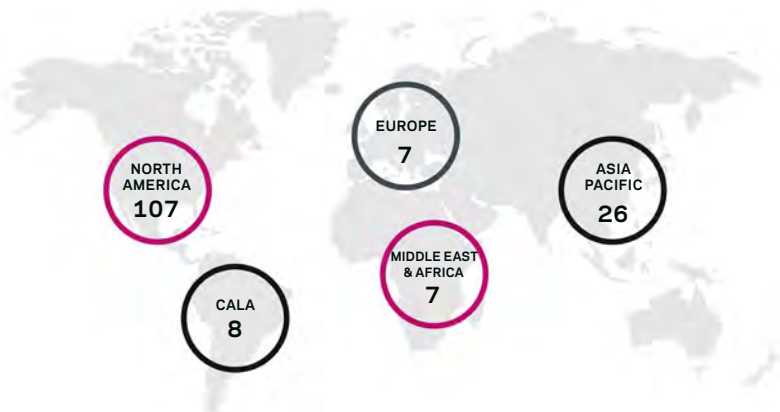 EUROPE
7
NORTH
AMERICA
107
ASIA
PACIFIC
26
MIDDLE EAST
& AFRICA
7
CALA
8